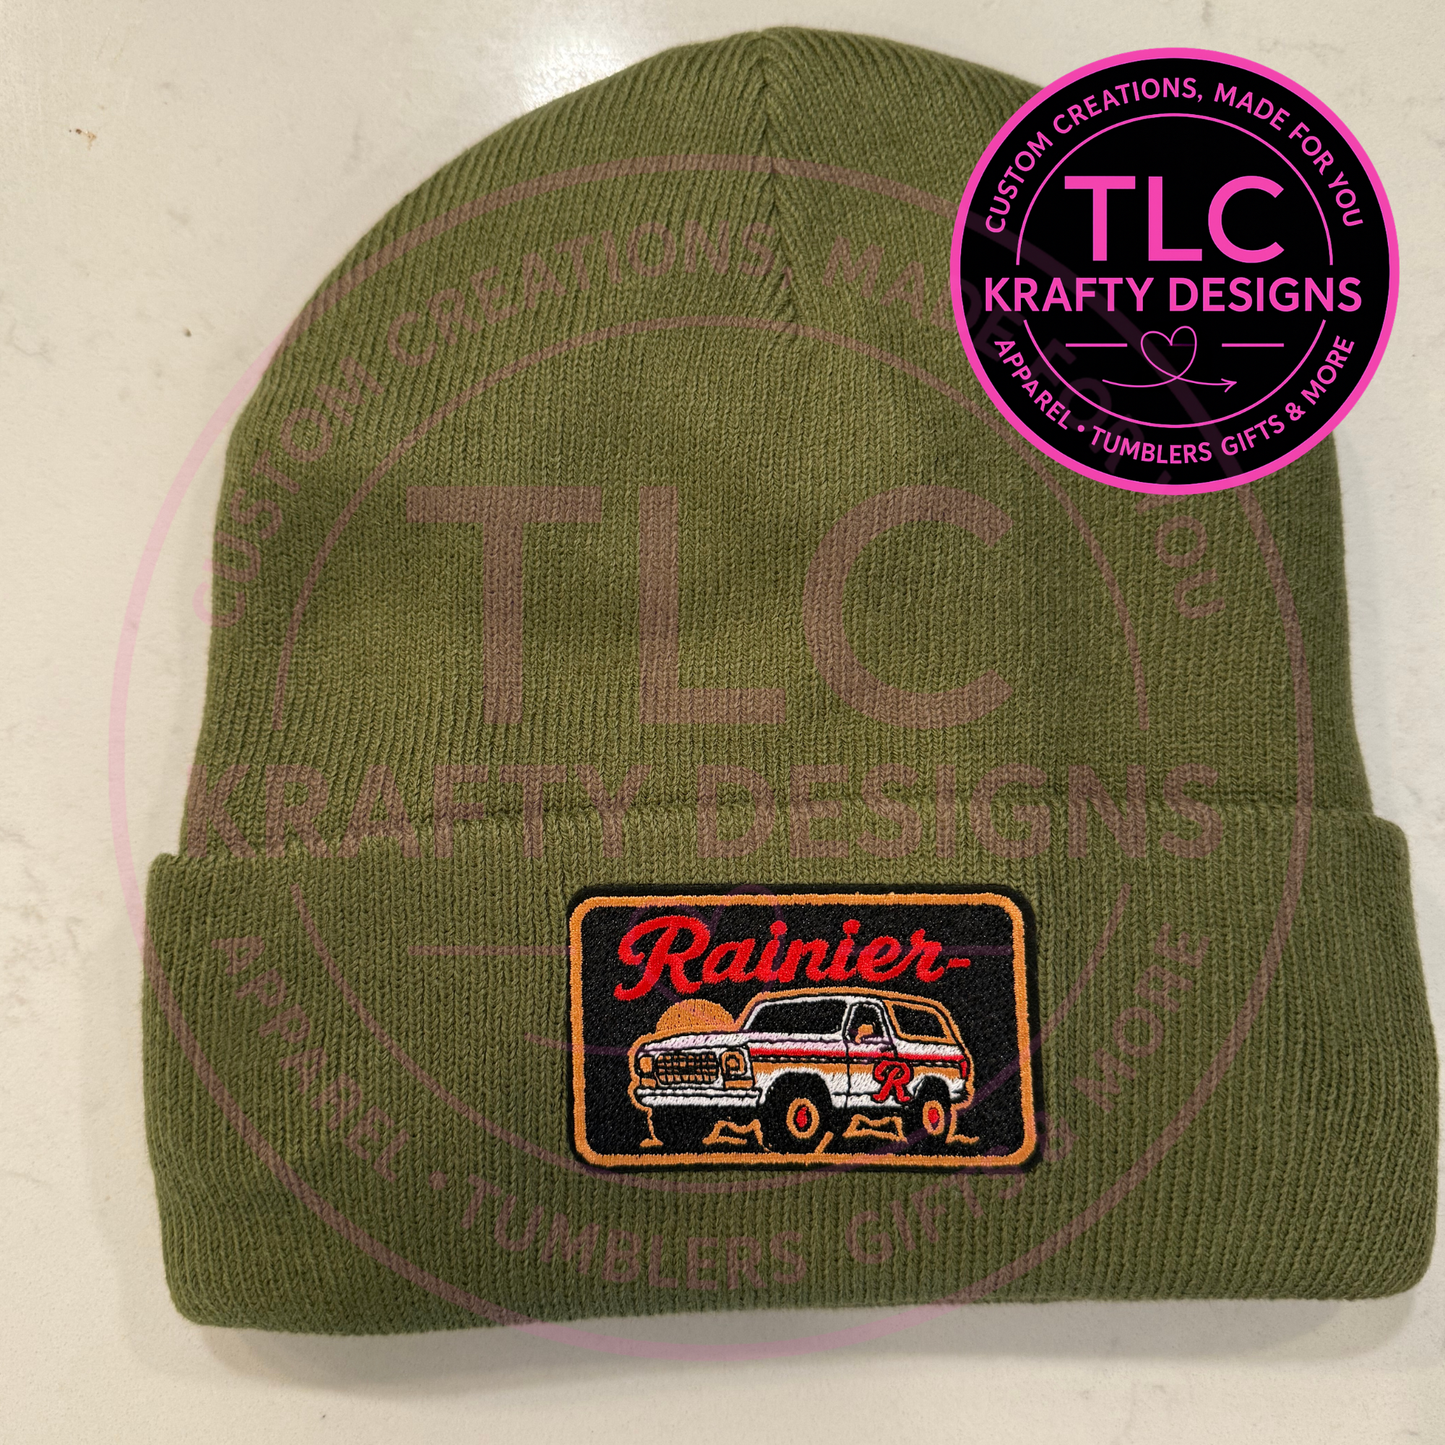 CUSTOM CREATIONS, MADE FOR YOU
TLC
KRAFTY DESIGNS
APPAREL • TUMBLERS GIFTS & MORE
CUSTOM CREATIONS, MADE FOR YOU
TLC
KRAFTY DESIGNS
APPAREL • TUMBLERS GIFTS & MORE
Rainier-
R